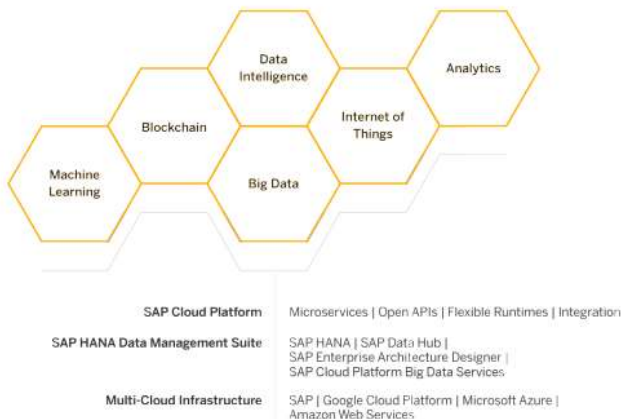 Data
Intelligence
Analytics
Blockchain
Internet of
Things
Machine
Learning
Big Data
SAP Cloud Platform
Microservices | Open APIs | Flexible Runtimes | Integration
SAP HANA Data Management Suite
SAP HANA | SAP Data Hub |
SAP Enterprise Architecture Designer |
SAP Cloud Platform Big Data Services
Multi-Cloud Infrastructure
SAP | Google Cloud Platform | Microsoft Azure |
Amazon Web Services